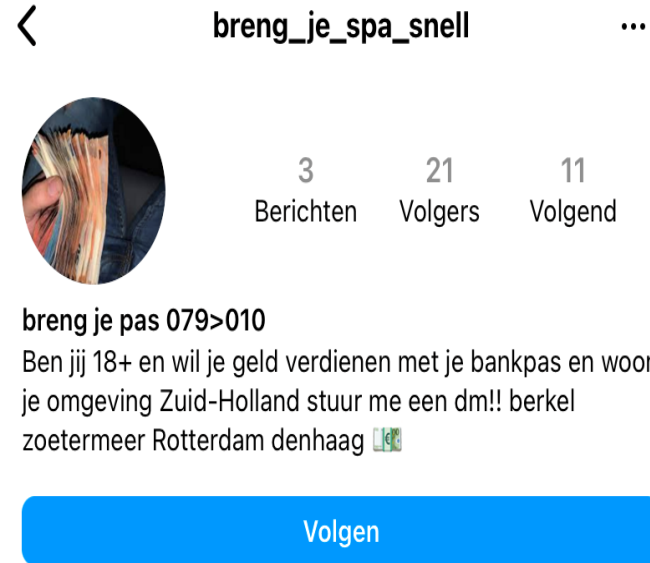 breng_je_spa_snell
3 21 11
Berichten Volgers Volgend
breng je pas 079>010
Ben jij 18+ en wil je geld verdienen met je bankpas en woon
je omgeving Zuid-Holland stuur me een dm!! berkel
zoetermeer Rotterdam denhaag 💶
Volgen